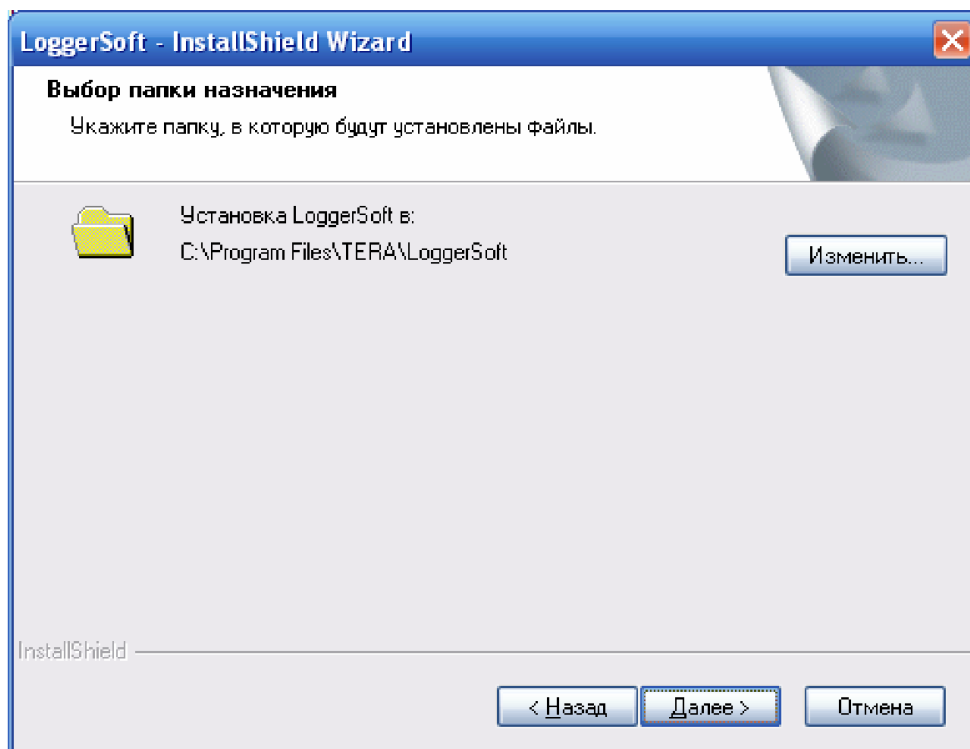 LoggerSoft - InstallShield Wizard
Выбор папки назначения
Укажите папку, в которую будут установлены файлы.
Установка LoggerSoft в:
C:\Program Files\TERA\LoggerSoft
Изменить...
InstallShield
< Назад
Далее >
Отмена